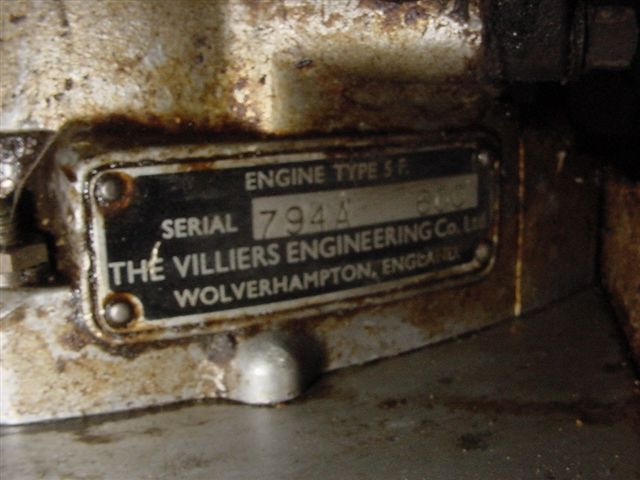 ENGINE TYPE 5 F.
SERIAL 794A
THE VILLIERS ENGINEERING Co. Ltd
WOLVERHAMPTON, ENGLAND.